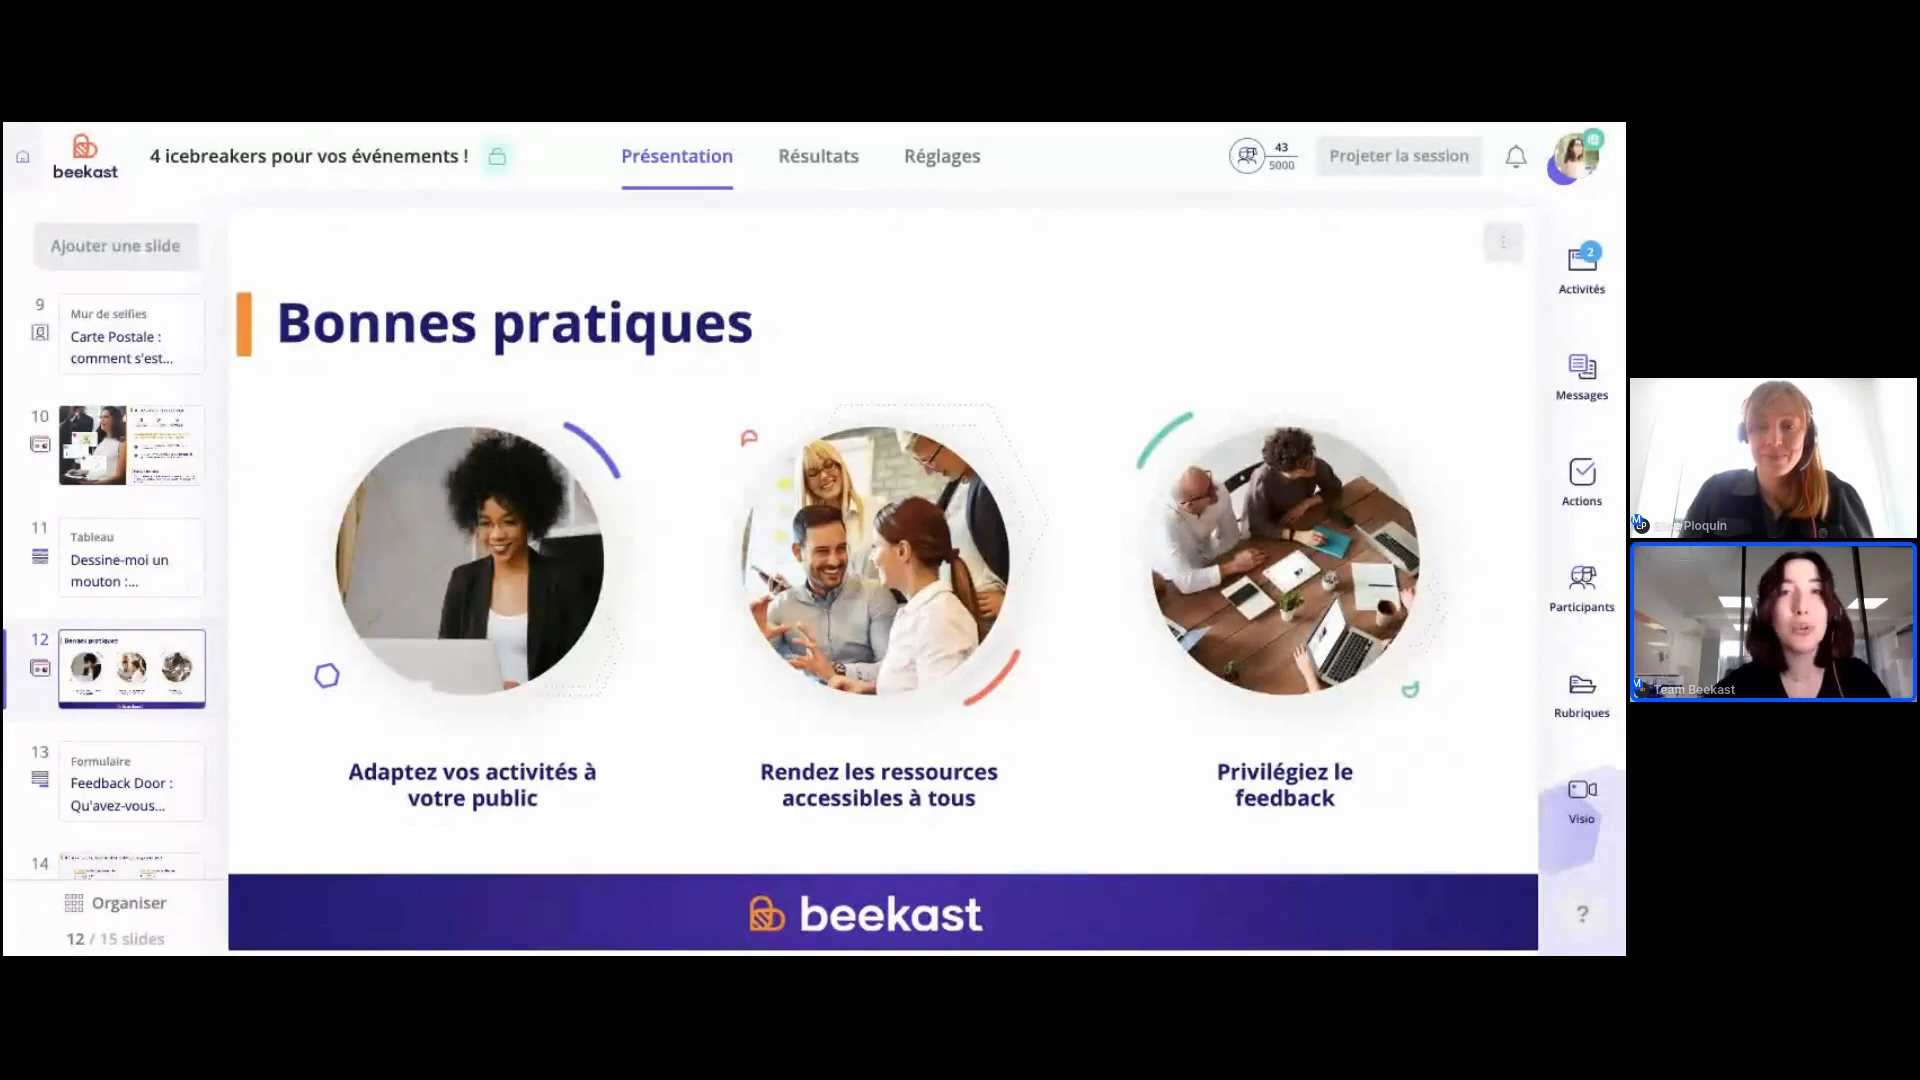 beekast
4 icebreakers pour vos événements !
Présentation
Résultats
Réglages
43
5000
Projeter la session
Ajouter une slide
9
Mur de selfies
Carte Postale :
comment s'est...
10
11
Tableau
Dessine-moi un
mouton :...
12
Bonnes pratiques
13
Formulaire
Feedback Door :
Qu'avez-vous...
14
Organiser
12 / 15 slides
Bonnes pratiques
Adaptez vos activités à
votre public
Rendez les ressources
accessibles à tous
Privilégiez le
feedback
beekast
2
Activités
Messages
Actions
Participants
Rubriques
Visio
?
Ploquin
Team Beekast